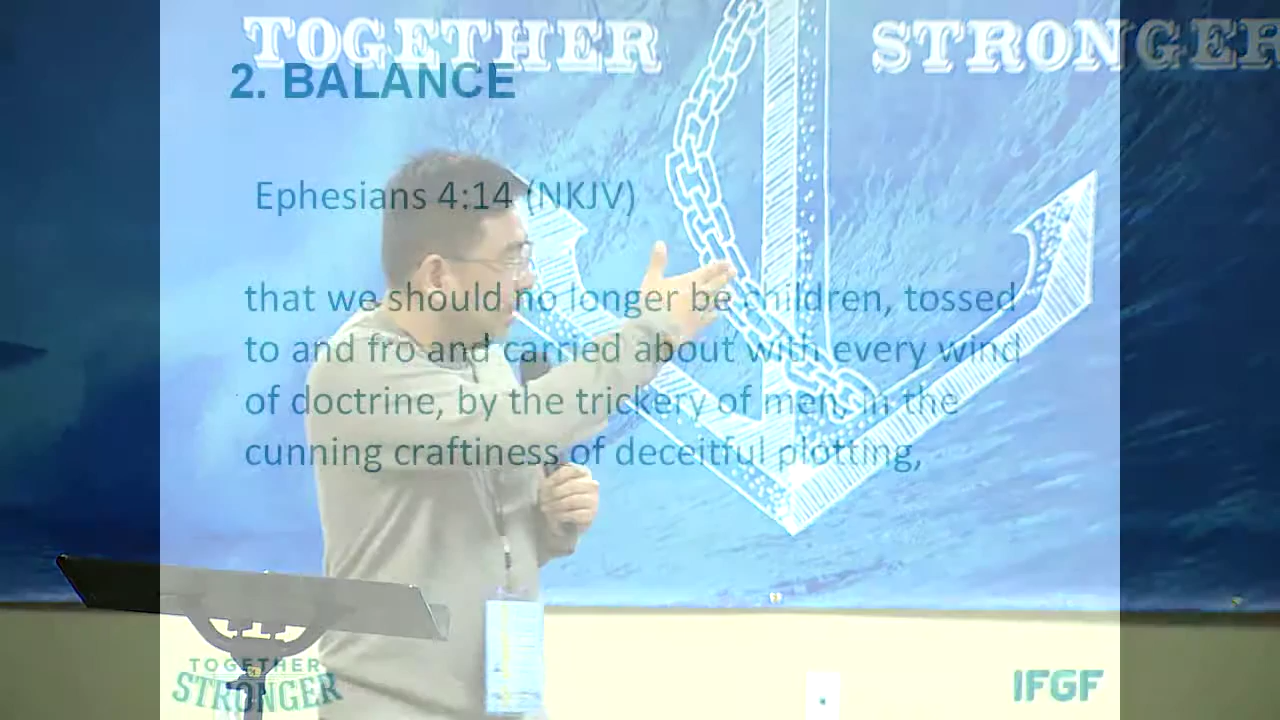 TOGETHER STRONGER
2. BALANCE
Ephesians 4:14 (NKJV)
that we should no longer be children, tossed
to and fro and carried about with every wind
of doctrine, by the trickery of men, in the
cunning craftiness of deceitful plotting,
TOGETHER
STRONGER
IFGF